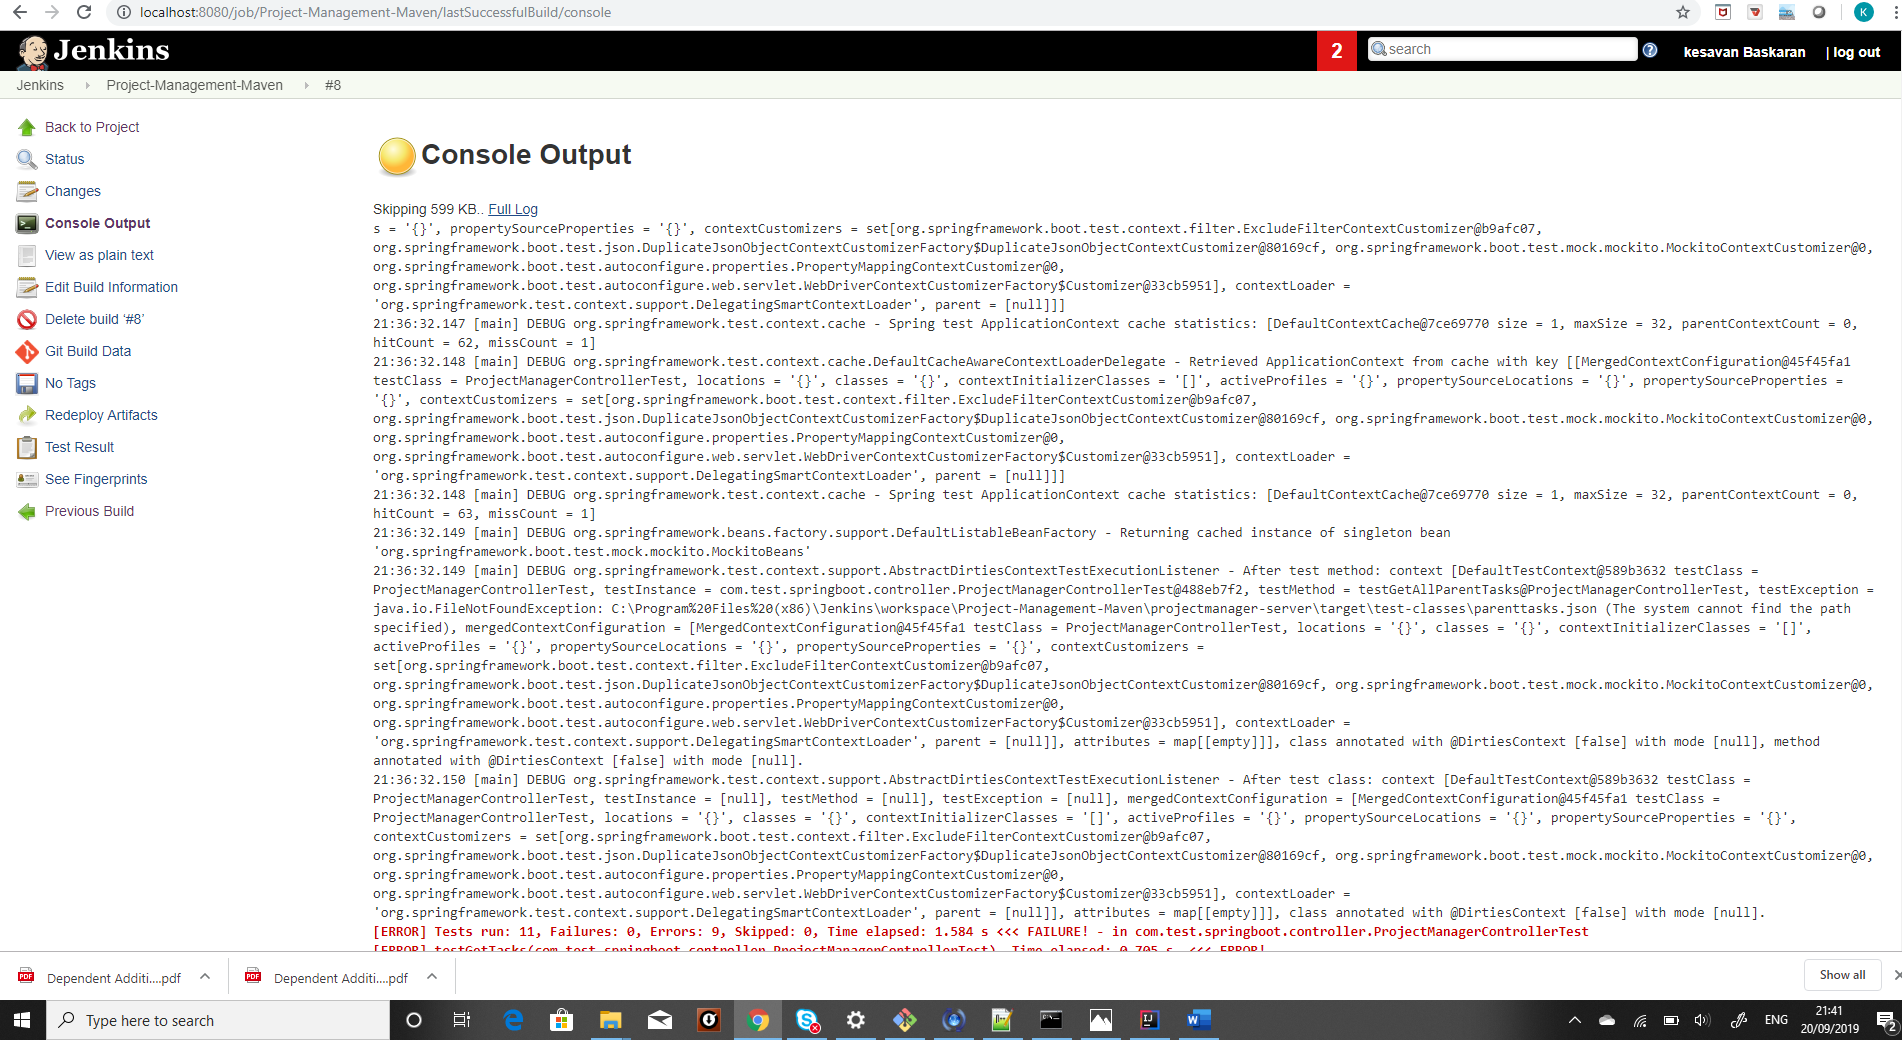 localhost:8080/job/Project-Management-Maven/lastSuccessfulBuild/console
K
Jenkins
2
search
kesavan Baskaran
| log out
Jenkins
Project-Management-Maven
#8
Back to Project
Status
Changes
Console Output
View as plain text
Edit Build Information
Delete build ‘#8’
Git Build Data
No Tags
Redeploy Artifacts
Test Result
See Fingerprints
Previous Build
Console Output
Skipping 599 KB.. Full Log
s = '{}', propertySourceProperties = '{}', contextCustomizers = set[org.springframework.boot.test.context.filter.ExcludeFilterContextCustomizer@b9afc07,
org.springframework.boot.test.json.DuplicateJsonObjectContextCustomizerFactory$DuplicateJsonObjectContextCustomizer@80169cf, org.springframework.boot.test.mock.mockito.MockitoContextCustomizer@0,
org.springframework.boot.test.autoconfigure.properties.PropertyMappingContextCustomizer@0,
org.springframework.boot.test.autoconfigure.web.servlet.WebDriverContextCustomizerFactory$Customizer@33cb5951], contextLoader =
'org.springframework.test.context.support.DelegatingSmartContextLoader', parent = [null]]]
21:36:32.147 [main] DEBUG org.springframework.test.context.cache - Spring test ApplicationContext cache statistics: [DefaultContextCache@7ce69770 size = 1, maxSize = 32, parentContextCount = 0,
hitCount = 62, missCount = 1]
21:36:32.148 [main] DEBUG org.springframework.test.context.cache.DefaultCacheAwareContextLoaderDelegate - Retrieved ApplicationContext from cache with key [[MergedContextConfiguration@45f45fa1
testClass = ProjectManagerControllerTest, locations = '{}', classes = '{}', contextInitializerClasses = '[]', activeProfiles = '{}', propertySourceLocations = '{}', propertySourceProperties =
'{}', contextCustomizers = set[org.springframework.boot.test.context.filter.ExcludeFilterContextCustomizer@b9afc07,
org.springframework.boot.test.json.DuplicateJsonObjectContextCustomizerFactory$DuplicateJsonObjectContextCustomizer@80169cf, org.springframework.boot.test.mock.mockito.MockitoContextCustomizer@0,
org.springframework.boot.test.autoconfigure.properties.PropertyMappingContextCustomizer@0,
org.springframework.boot.test.autoconfigure.web.servlet.WebDriverContextCustomizerFactory$Customizer@33cb5951], contextLoader =
'org.springframework.test.context.support.DelegatingSmartContextLoader', parent = [null]]]
21:36:32.148 [main] DEBUG org.springframework.test.context.cache - Spring test ApplicationContext cache statistics: [DefaultContextCache@7ce69770 size = 1, maxSize = 32, parentContextCount = 0,
hitCount = 63, missCount = 1]
21:36:32.149 [main] DEBUG org.springframework.beans.factory.support.DefaultListableBeanFactory - Returning cached instance of singleton bean
'org.springframework.boot.test.mock.mockito.MockitoBeans'
21:36:32.149 [main] DEBUG org.springframework.test.context.support.AbstractDirtiesContextTestExecutionListener - After test method: context [DefaultTestContext@589b3632 testClass =
ProjectManagerControllerTest, testInstance = com.test.springboot.controller.ProjectManagerControllerTest@488eb7f2, testMethod = testGetAllParentTasks@ProjectManagerControllerTest, testException =
java.io.FileNotFoundException: C:\Program%20Files%20(x86)\Jenkins\workspace\Project-Management-Maven\projectmanager-server\target\test-classes\parenttasks.json (The system cannot find the path
specified), mergedContextConfiguration = [MergedContextConfiguration@45f45fa1 testClass = ProjectManagerControllerTest, locations = '{}', classes = '{}', contextInitializerClasses = '[]',
activeProfiles = '{}', propertySourceLocations = '{}', propertySourceProperties = '{}', contextCustomizers =
set[org.springframework.boot.test.context.filter.ExcludeFilterContextCustomizer@b9afc07,
org.springframework.boot.test.json.DuplicateJsonObjectContextCustomizerFactory$DuplicateJsonObjectContextCustomizer@80169cf, org.springframework.boot.test.mock.mockito.MockitoContextCustomizer@0,
org.springframework.boot.test.autoconfigure.properties.PropertyMappingContextCustomizer@0,
org.springframework.boot.test.autoconfigure.web.servlet.WebDriverContextCustomizerFactory$Customizer@33cb5951], contextLoader =
'org.springframework.test.context.support.DelegatingSmartContextLoader', parent = [null]], attributes = map[[empty]]], class annotated with @DirtiesContext [false] with mode [null], method
annotated with @DirtiesContext [false] with mode [null].
21:36:32.150 [main] DEBUG org.springframework.test.context.support.AbstractDirtiesContextTestExecutionListener - After test class: context [DefaultTestContext@589b3632 testClass =
ProjectManagerControllerTest, testInstance = [null], testMethod = [null], testException = [null], mergedContextConfiguration = [MergedContextConfiguration@45f45fa1 testClass =
ProjectManagerControllerTest, locations = '{}', classes = '{}', contextInitializerClasses = '[]', activeProfiles = '{}', propertySourceLocations = '{}', propertySourceProperties = '{}',
contextCustomizers = set[org.springframework.boot.test.context.filter.ExcludeFilterContextCustomizer@b9afc07,
org.springframework.boot.test.json.DuplicateJsonObjectContextCustomizerFactory$DuplicateJsonObjectContextCustomizer@80169cf, org.springframework.boot.test.mock.mockito.MockitoContextCustomizer@0,
org.springframework.boot.test.autoconfigure.properties.PropertyMappingContextCustomizer@0,
org.springframework.boot.test.autoconfigure.web.servlet.WebDriverContextCustomizerFactory$Customizer@33cb5951], contextLoader =
'org.springframework.test.context.support.DelegatingSmartContextLoader', parent = [null]], attributes = map[[empty]]], class annotated with @DirtiesContext [false] with mode [null].
[ERROR] Tests run: 11, Failures: 0, Errors: 9, Skipped: 0, Time elapsed: 1.584 s <<< FAILURE! - in com.test.springboot.controller.ProjectManagerControllerTest
[ERROR] testGetTasks(com.test.springboot.controller.ProjectManagerControllerTest)  Time elapsed: 0.705 s  <<< ERROR!
Dependent Additi....pdf
Dependent Additi....pdf
Show all
Type here to search
ENG
21:41
20/09/2019
2